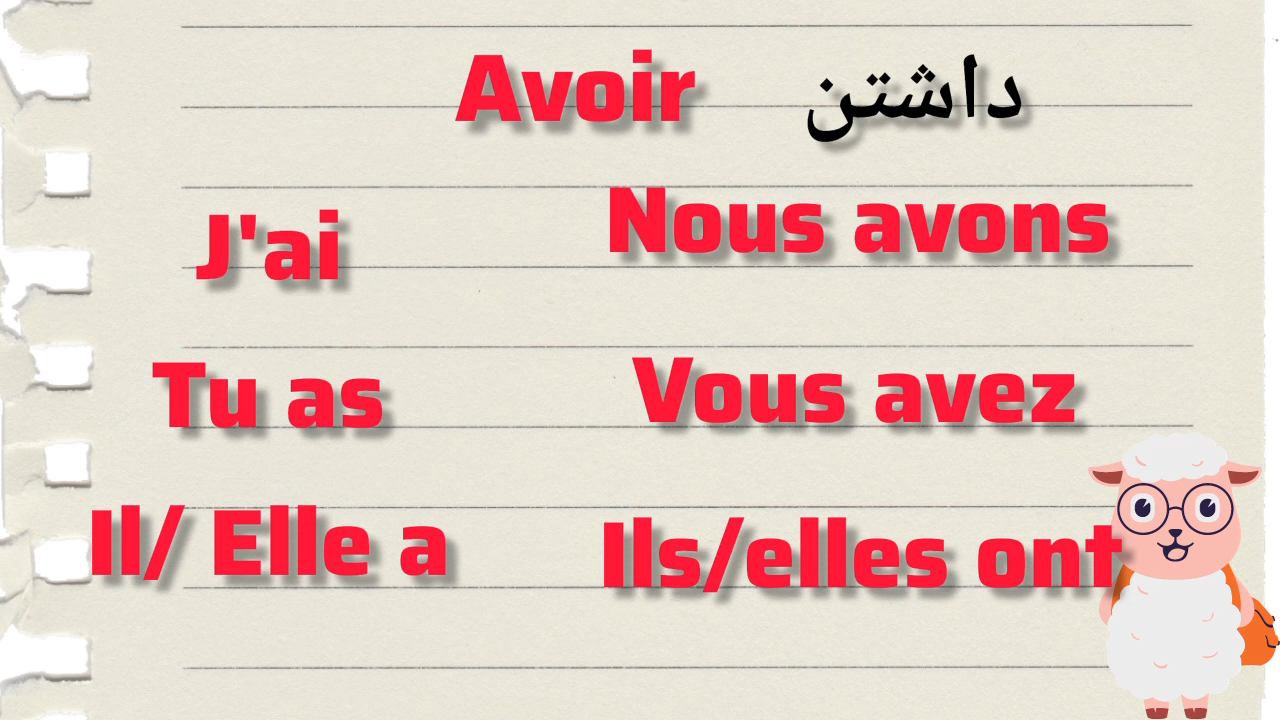 Avoir داشتن
J'ai
Nous avons
Tu as
Vous avez
Il/ Elle a
Ils/elles ont